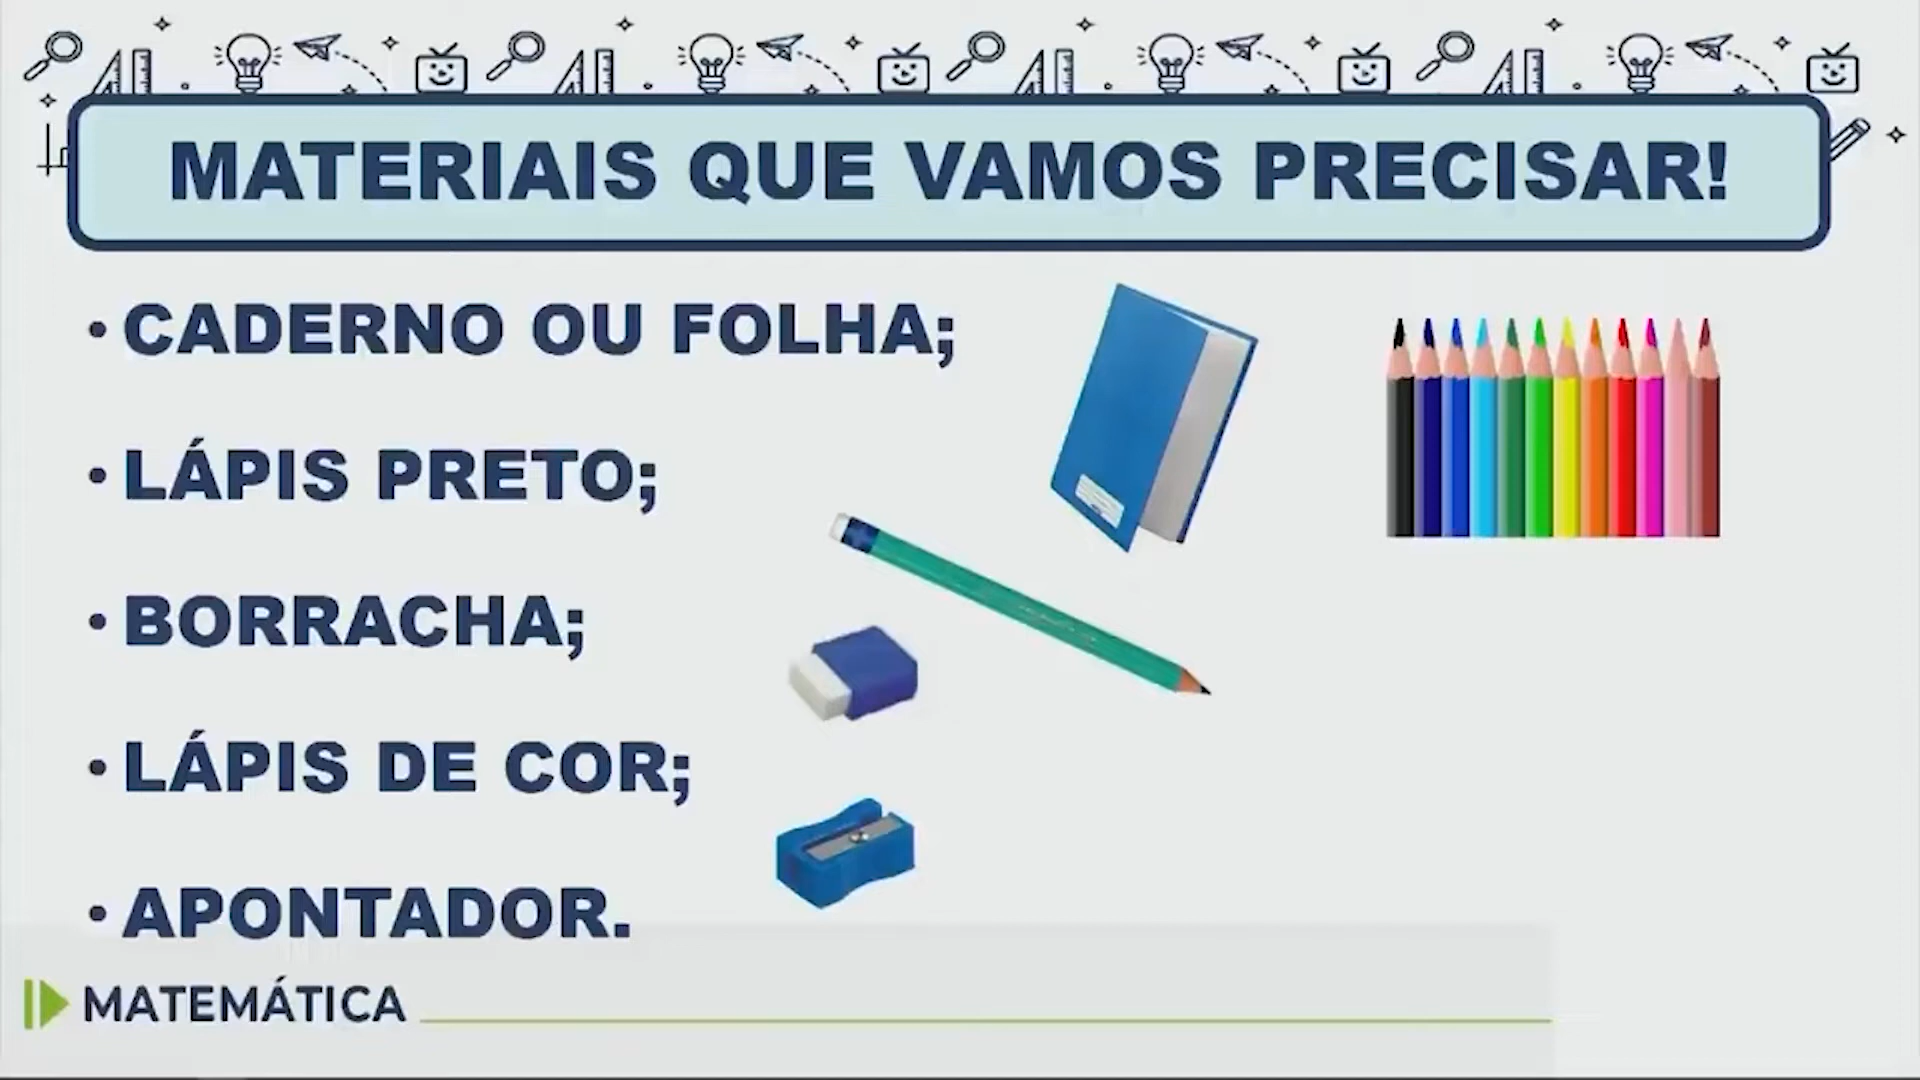 MATERIAIS QUE VAMOS PRECISAR!
• CADERNO OU FOLHA;
• LÁPIS PRETO;
• BORRACHA;
• LÁPIS DE COR;
• APONTADOR.
MATEMÁTICA